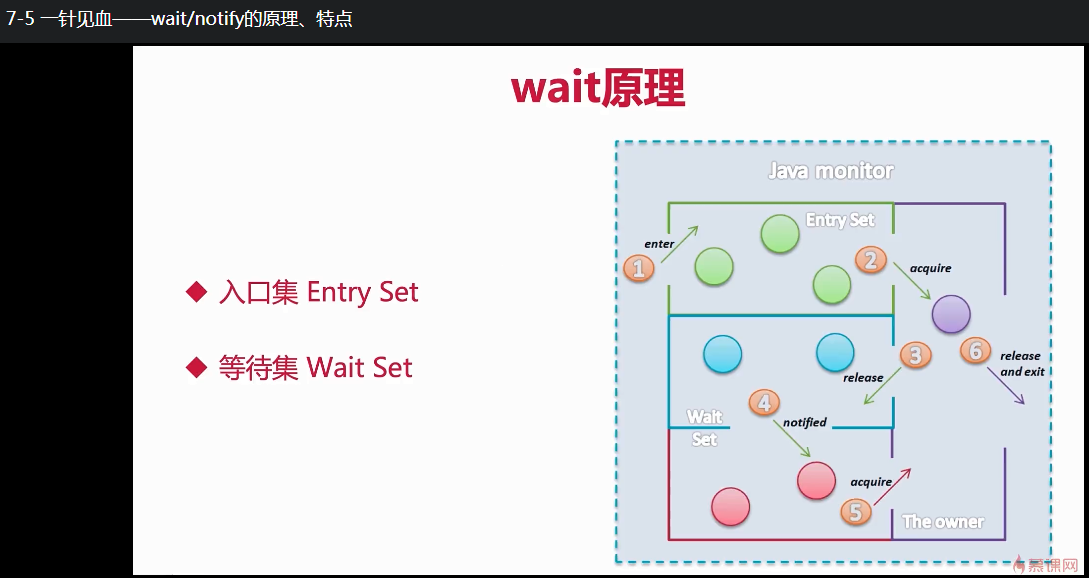 7-5 一针见血——wait/notify的原理、特点
wait原理
入口集 Entry Set
等待集 Wait Set
Java monitor
Entry Set
enter
1
2
acquire
3
6
release
and exit
release
4
notified
Wait
Set
acquire
5
The owner
慕课网